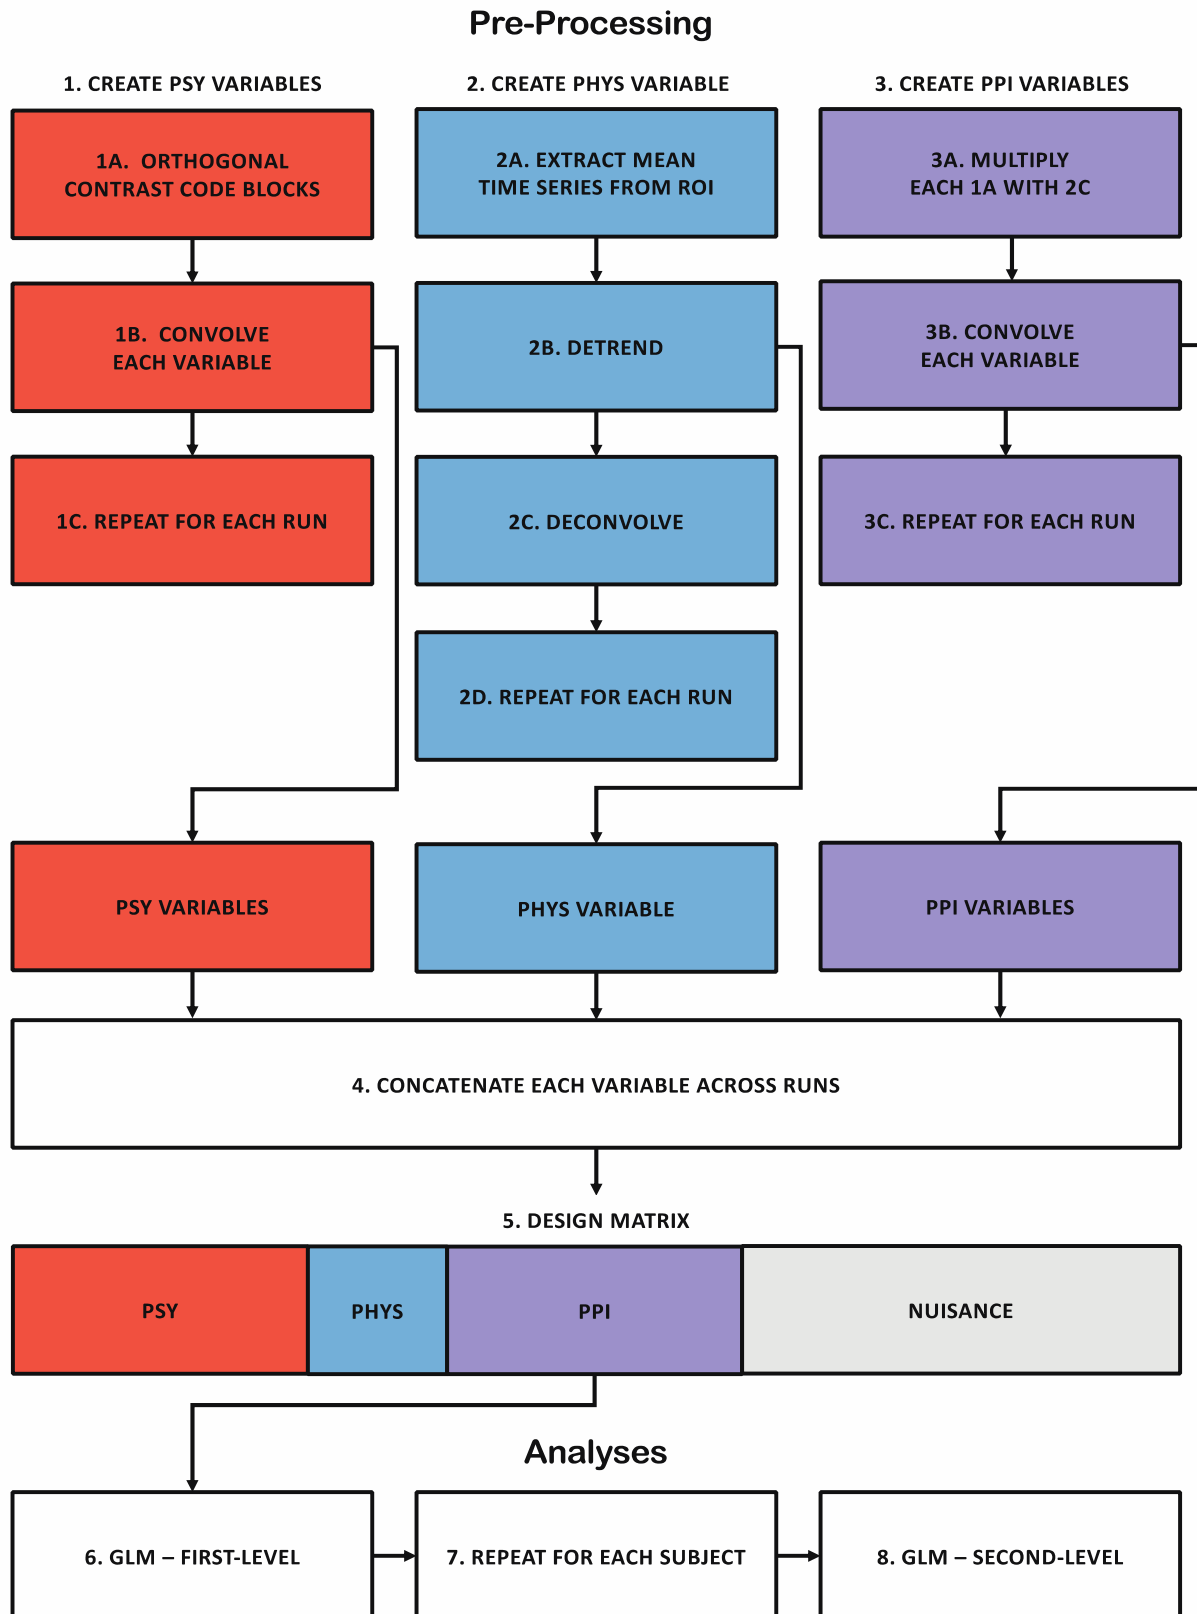 Pre-Processing
1. CREATE PSY VARIABLES
2. CREATE PHYS VARIABLE
3. CREATE PPI VARIABLES
1A. ORTHOGONAL
CONTRAST CODE BLOCKS
2A. EXTRACT MEAN
TIME SERIES FROM ROI
3A. MULTIPLY
EACH 1A WITH 2C
1B. CONVOLVE
EACH VARIABLE
2B. DETREND
3B. CONVOLVE
EACH VARIABLE
1C. REPEAT FOR EACH RUN
2C. DECONVOLVE
3C. REPEAT FOR EACH RUN
2D. REPEAT FOR EACH RUN
PSY VARIABLES
PHYS VARIABLE
PPI VARIABLES
4. CONCATENATE EACH VARIABLE ACROSS RUNS
5. DESIGN MATRIX
PSY
PHYS
PPI
NUISANCE
Analyses
6. GLM – FIRST-LEVEL
7. REPEAT FOR EACH SUBJECT
8. GLM – SECOND-LEVEL